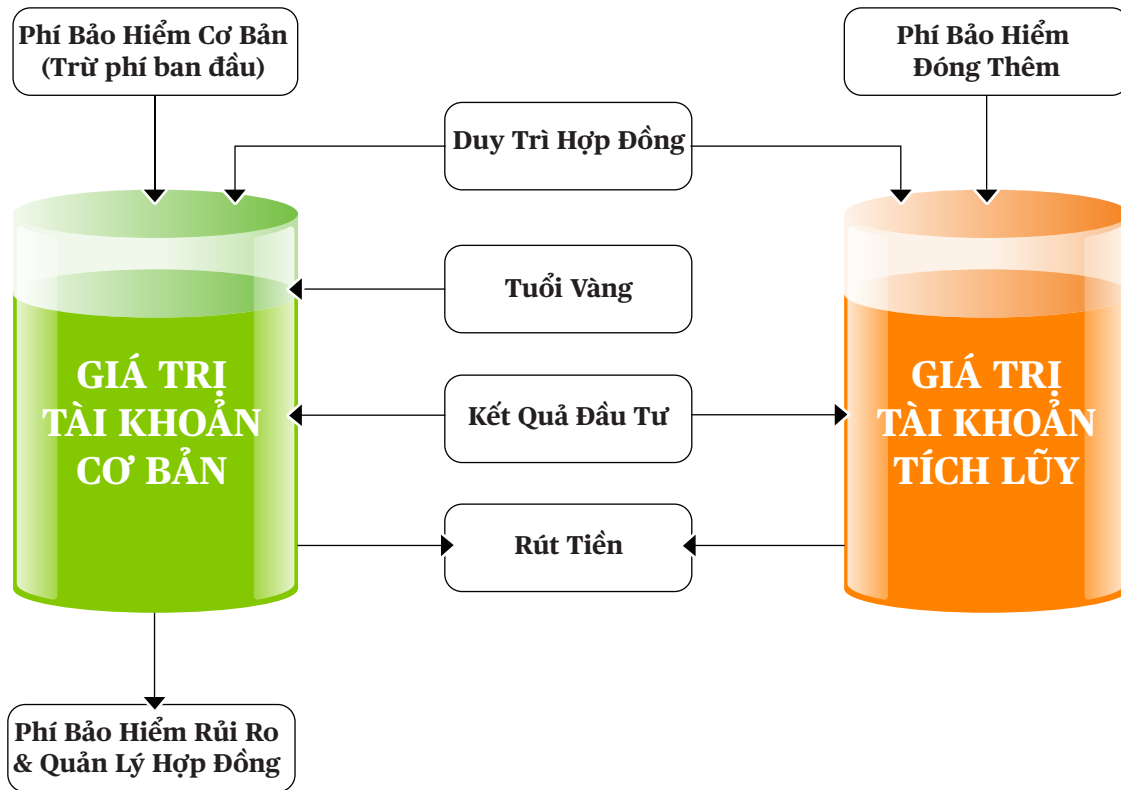 Phí Bảo Hiểm Cơ Bản
(Trừ phí ban đầu)
Phí Bảo Hiểm
Đóng Thêm
Duy Trì Hợp Đồng
Tuổi Vàng
GIÁ TRỊ
TÀI KHOẢN
CƠ BẢN
Kết Quả Đầu Tư
GIÁ TRỊ
TÀI KHOẢN
TÍCH LŨY
Rút Tiền
Phí Bảo Hiểm Rủi Ro
& Quản Lý Hợp Đồng